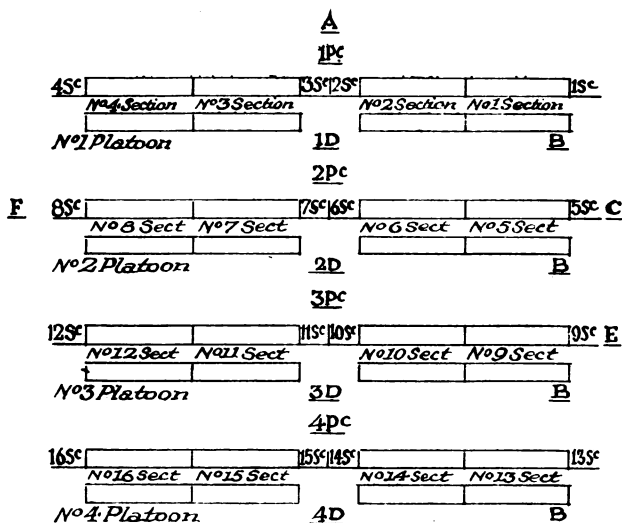 A
1Pc
4Sc 3Sc 2Sc 1Sc
No4 Section No3 Section No2 Section No1 Section
No1 Platoon 1D B
2Pc
F 8Sc 7Sc 6Sc 5Sc C
No8 Sect No7 Sect No6 Sect No5 Sect
No2 Platoon 2D B
3Pc
12Sc 11Sc 10Sc 9Sc E
No12 Sect No11 Sect No10 Sect No9 Sect
No3 Platoon 3D B
4Pc
16Sc 15Sc 14Sc 13Sc
No16 Sect No15 Sect No14 Sect No13 Sect
No4 Platoon 4D B